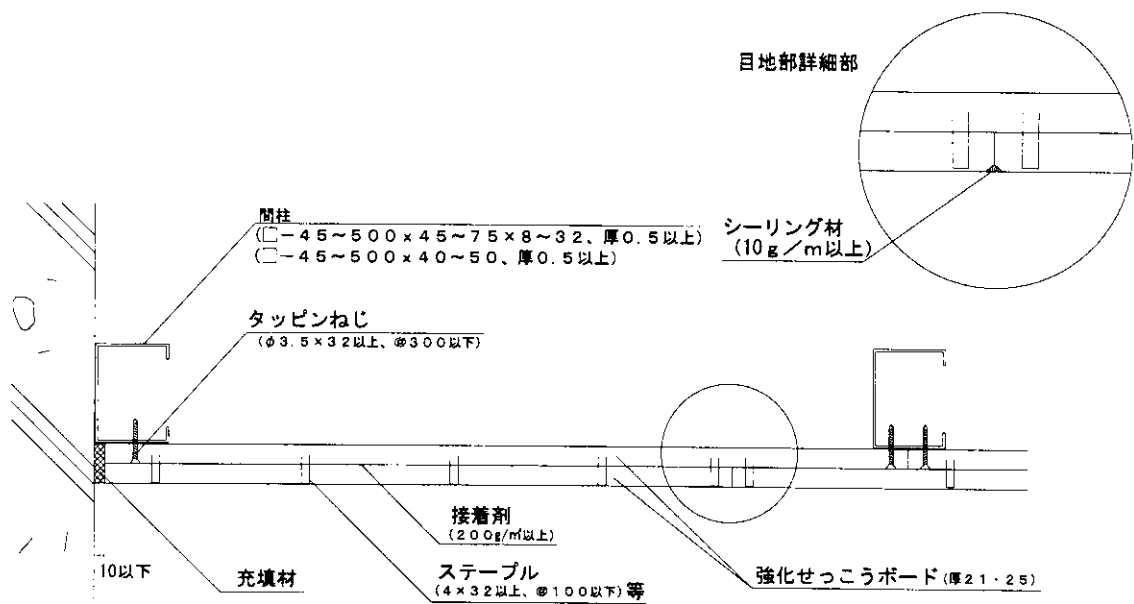 目地部詳細部
間柱
(□-45~500x45~75×8~32、厚0.5以上)
(□-45~500x40~50、厚0.5以上)
シーリング材
(10g/m以上)
タッピンねじ
(φ3.5×32以上、@300以下)
接着剤
(200g/㎡以上)
10以下
充填材
ステープル
(4×32以上、@100以下)等
強化せっこうボード(厚21・25)